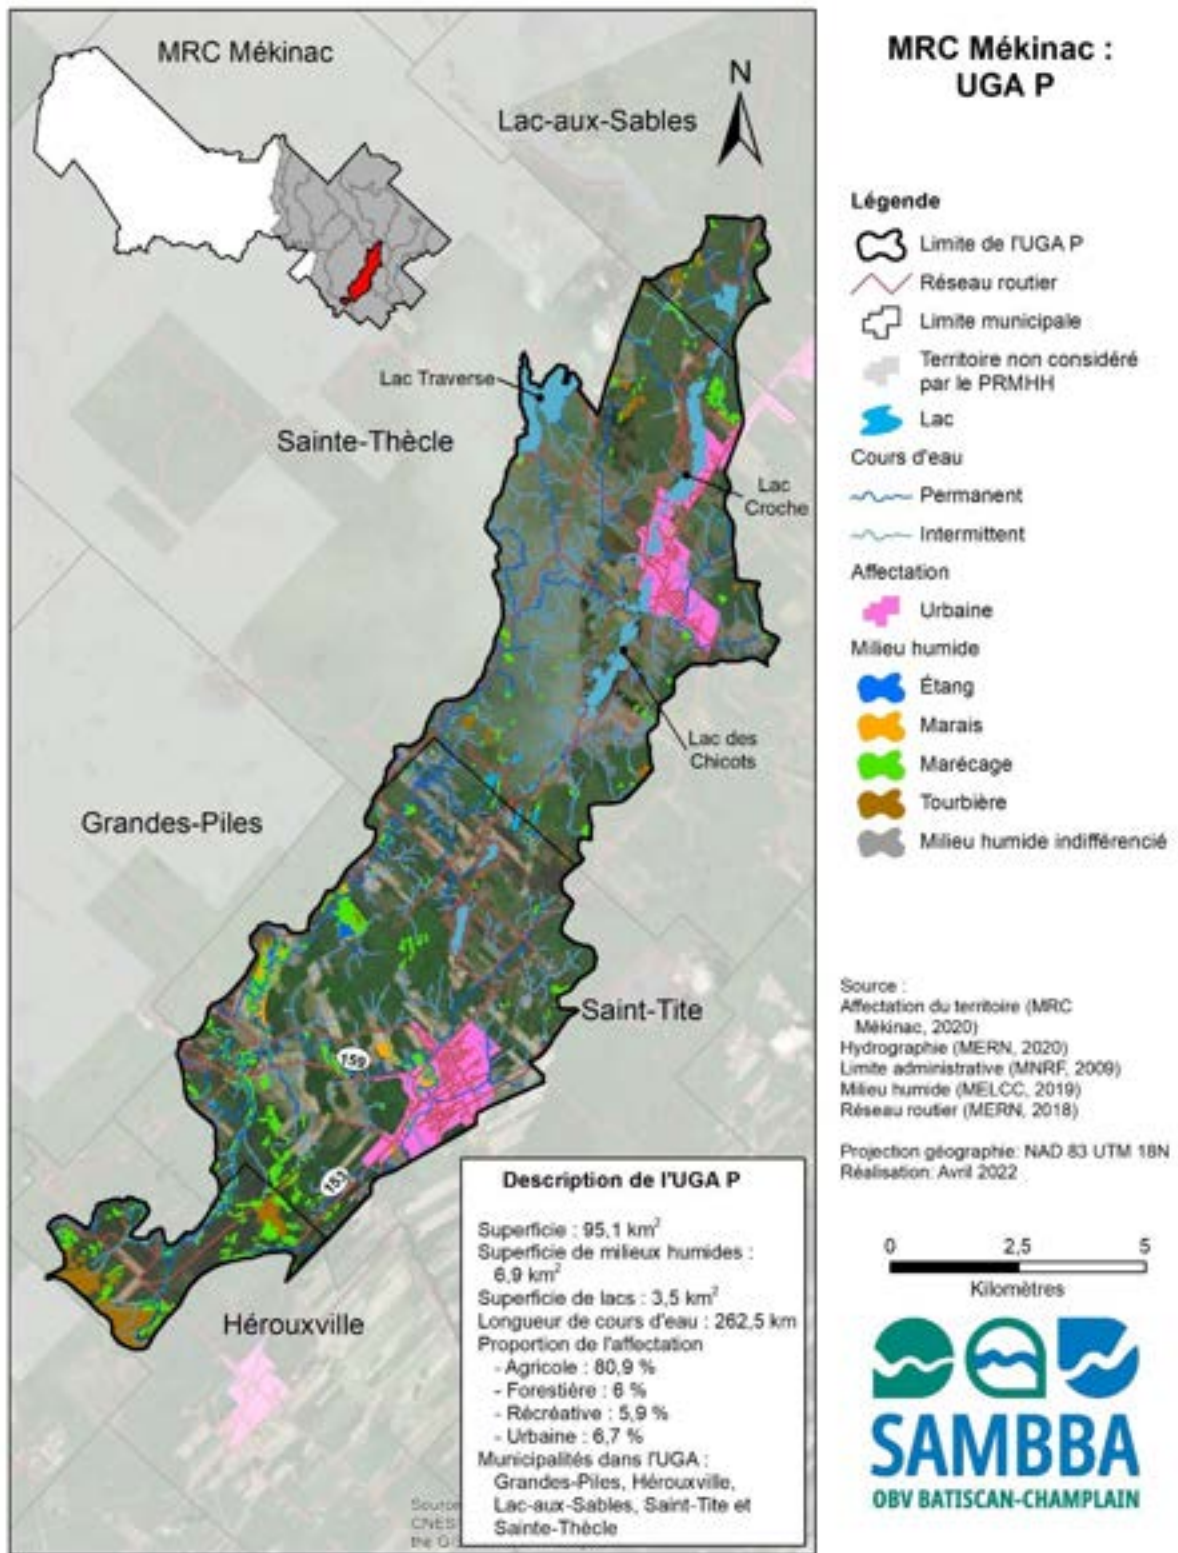 MRC Mékinac
N
Lac-aux-Sables
Lac Traverse
Sainte-Thècle
Lac
Croche
Lac des
Chicots
Grandes-Piles
Saint-Tite
159
153
Hérouxville
Description de l'UGA P
Superficie : 95,1 km²
Superficie de milieux humides :
6,9 km²
Superficie de lacs : 3,5 km²
Longueur de cours d'eau : 262,5 km
Proportion de l'affectation
- Agricole : 80,9 %
- Forestière : 6 %
- Récréative : 5,9 %
- Urbaine : 6,7 %
Municipalités dans l'UGA :
Grandes-Piles, Hérouxville,
Lac-aux-Sables, Saint-Tite et
Sainte-Thècle
CNES
MRC Mékinac :
UGA P
Légende
Limite de l'UGA P
Réseau routier
Limite municipale
Territoire non considéré
par le PRMHH
Lac
Cours d'eau
Permanent
Intermittent
Affectation
Urbaine
Milieu humide
Étang
Marais
Marécage
Tourbière
Milieu humide indifférencié
Source :
Affectation du territoire (MRC
Mékinac, 2020)
Hydrographie (MERN, 2020)
Limite administrative (MNRF, 2009)
Milieu humide (MELCC, 2019)
Réseau routier (MERN, 2018)
Projection géographie: NAD 83 UTM 18N
Réalisation: Avril 2022
0 2,5 5
Kilomètres
SAMBBA
OBV BATISCAN-CHAMPLAIN